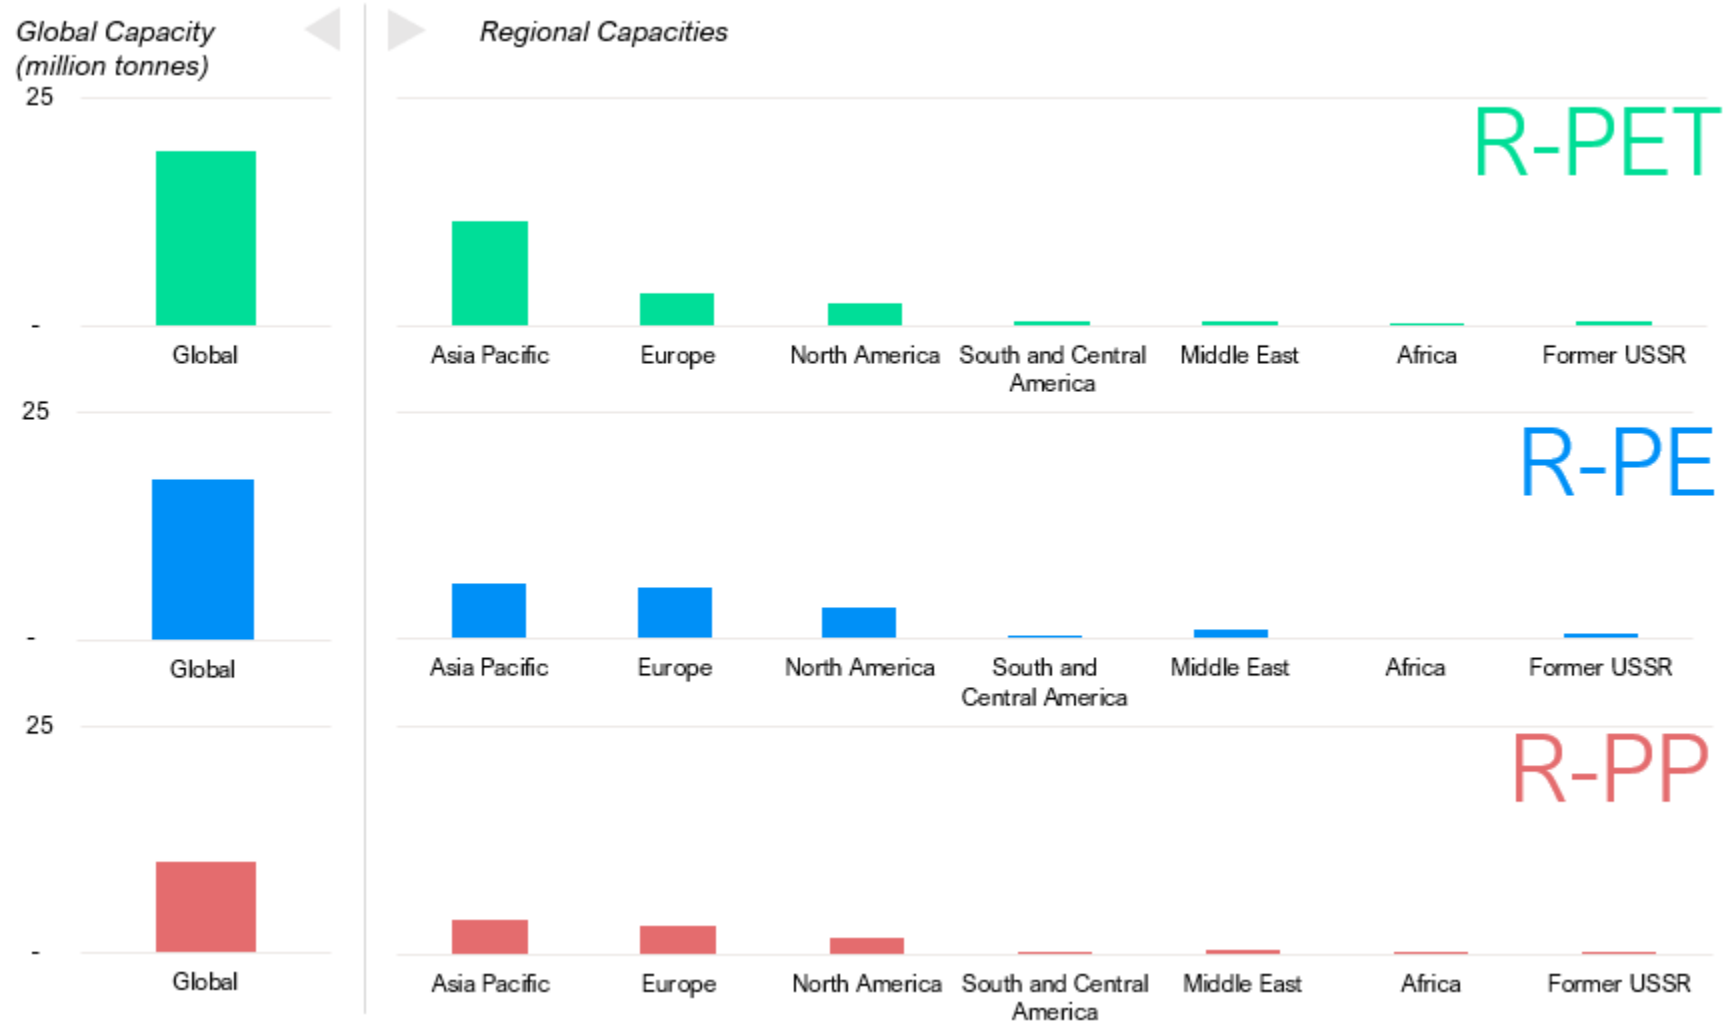 Global Capacity
(million tonnes)
Regional Capacities
25
R-PET
-
Global
Asia Pacific
Europe
North America
South and Central
America
Middle East
Africa
Former USSR
25
R-PE
-
Global
Asia Pacific
Europe
North America
South and
Central America
Middle East
Africa
Former USSR
25
R-PP
-
Global
Asia Pacific
Europe
North America
South and Central
America
Middle East
Africa
Former USSR